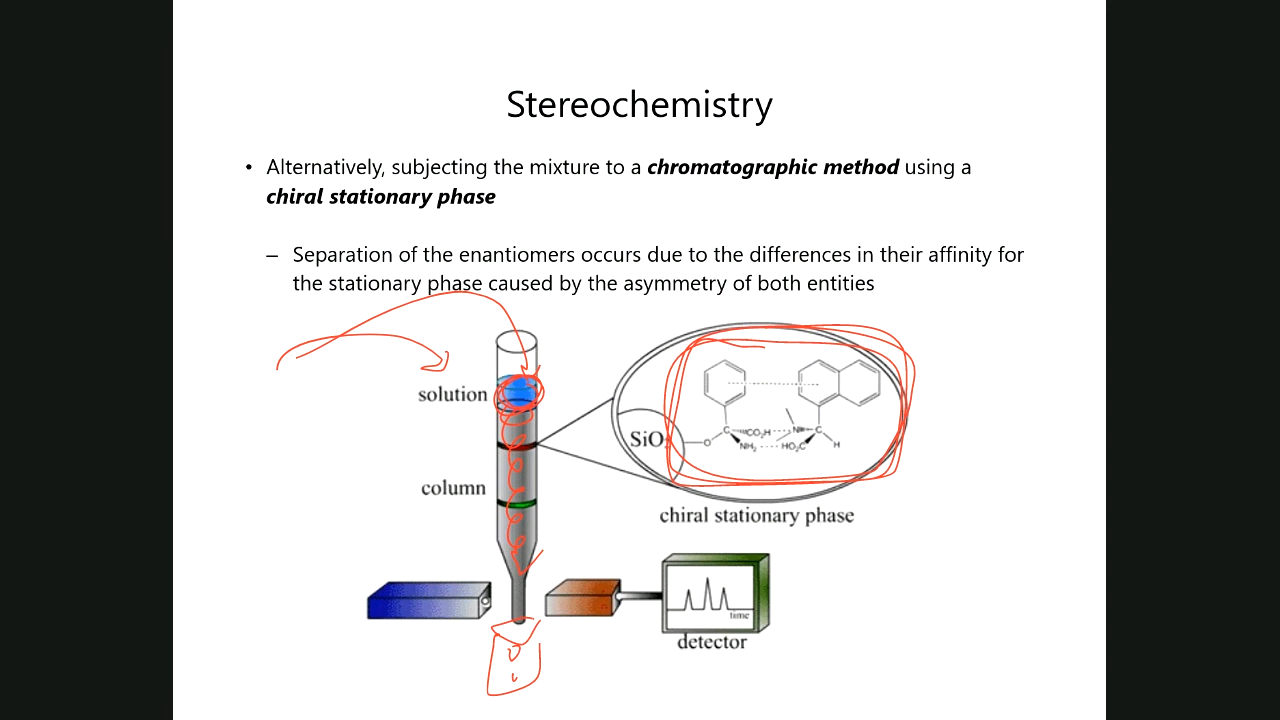 Stereochemistry
• Alternatively, subjecting the mixture to a chromatographic method using a
chiral stationary phase
– Separation of the enantiomers occurs due to the differences in their affinity for
the stationary phase caused by the asymmetry of both entities
solution
SiO2
O
C
CO2H
NH2
N
C
HO2C
H
column
chiral stationary phase
time
detector